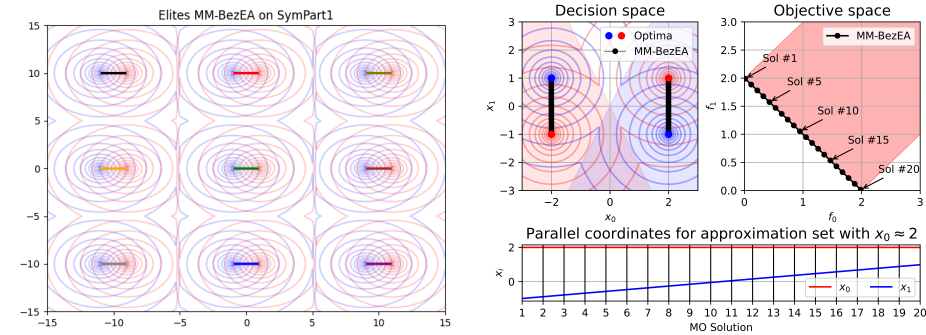 Elites MM-BezEA on SymPart1
15
10
5
0
−5
−10
−15 −10 −5 0 5 10 15
Decision space
3
2
1
0
−1
−2
−3
x₁
Optima
MM-BezEA
−2 0 2
x₀
Objective space
3.0
2.5
2.0
1.5
1.0
0.5
0.0
f₁
MM-BezEA
Sol #1
Sol #5
Sol #10
Sol #15
Sol #20
0 1 2 3
f₀
Parallel coordinates for approximation set with x₀ ≈ 2
2
0
xᵢ
x₀ x₁
1 2 3 4 5 6 7 8 9 10 11 12 13 14 15 16 17 18 19 20
MO Solution